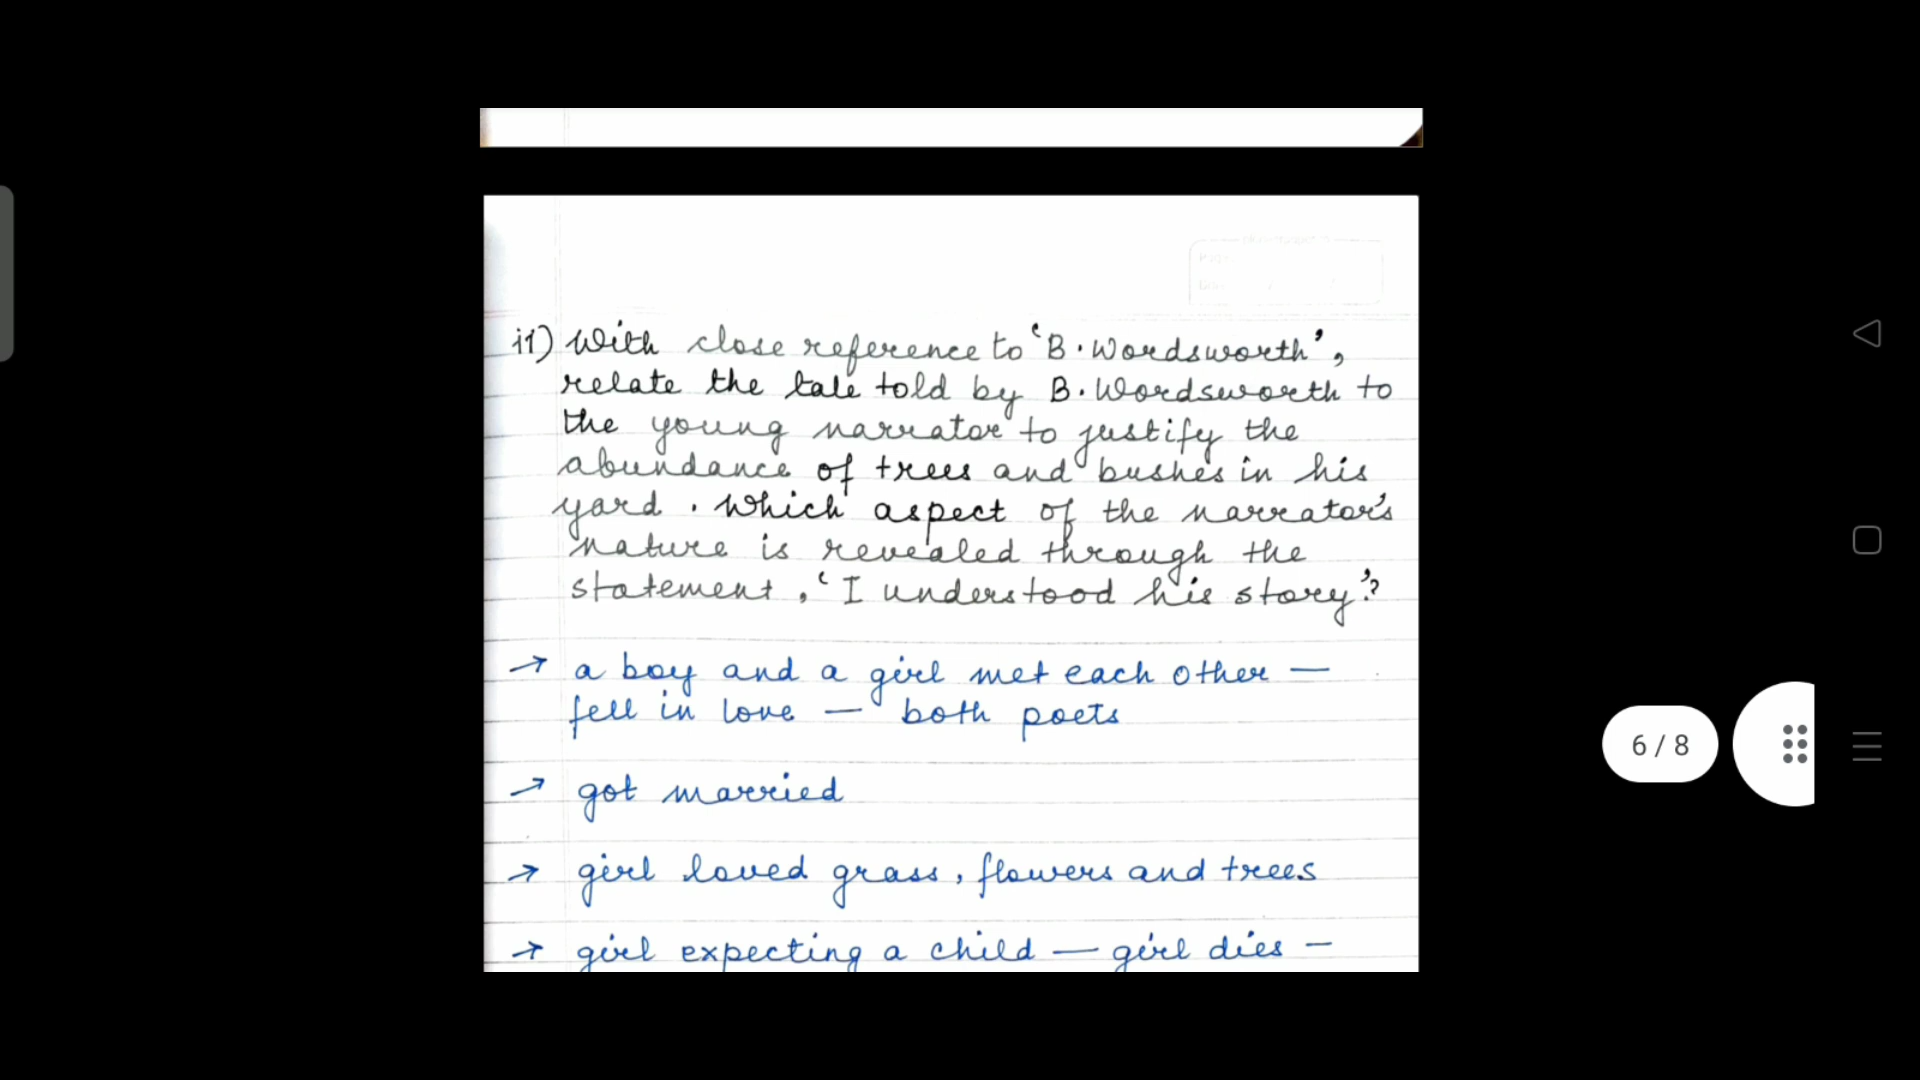 ii) With close reference to 'B. Wordsworth',
relate the tale told by B. Wordsworth to
the young narrator to justify the
abundance of trees and bushes in his
yard. Which aspect of the narrator's
nature is revealed through the
statement, 'I understood his story'?
→ a boy and a girl met each other —
fell in love — both poets
→ got married
→ girl loved grass, flowers and trees
→ girl expecting a child — girl dies —
6 / 8